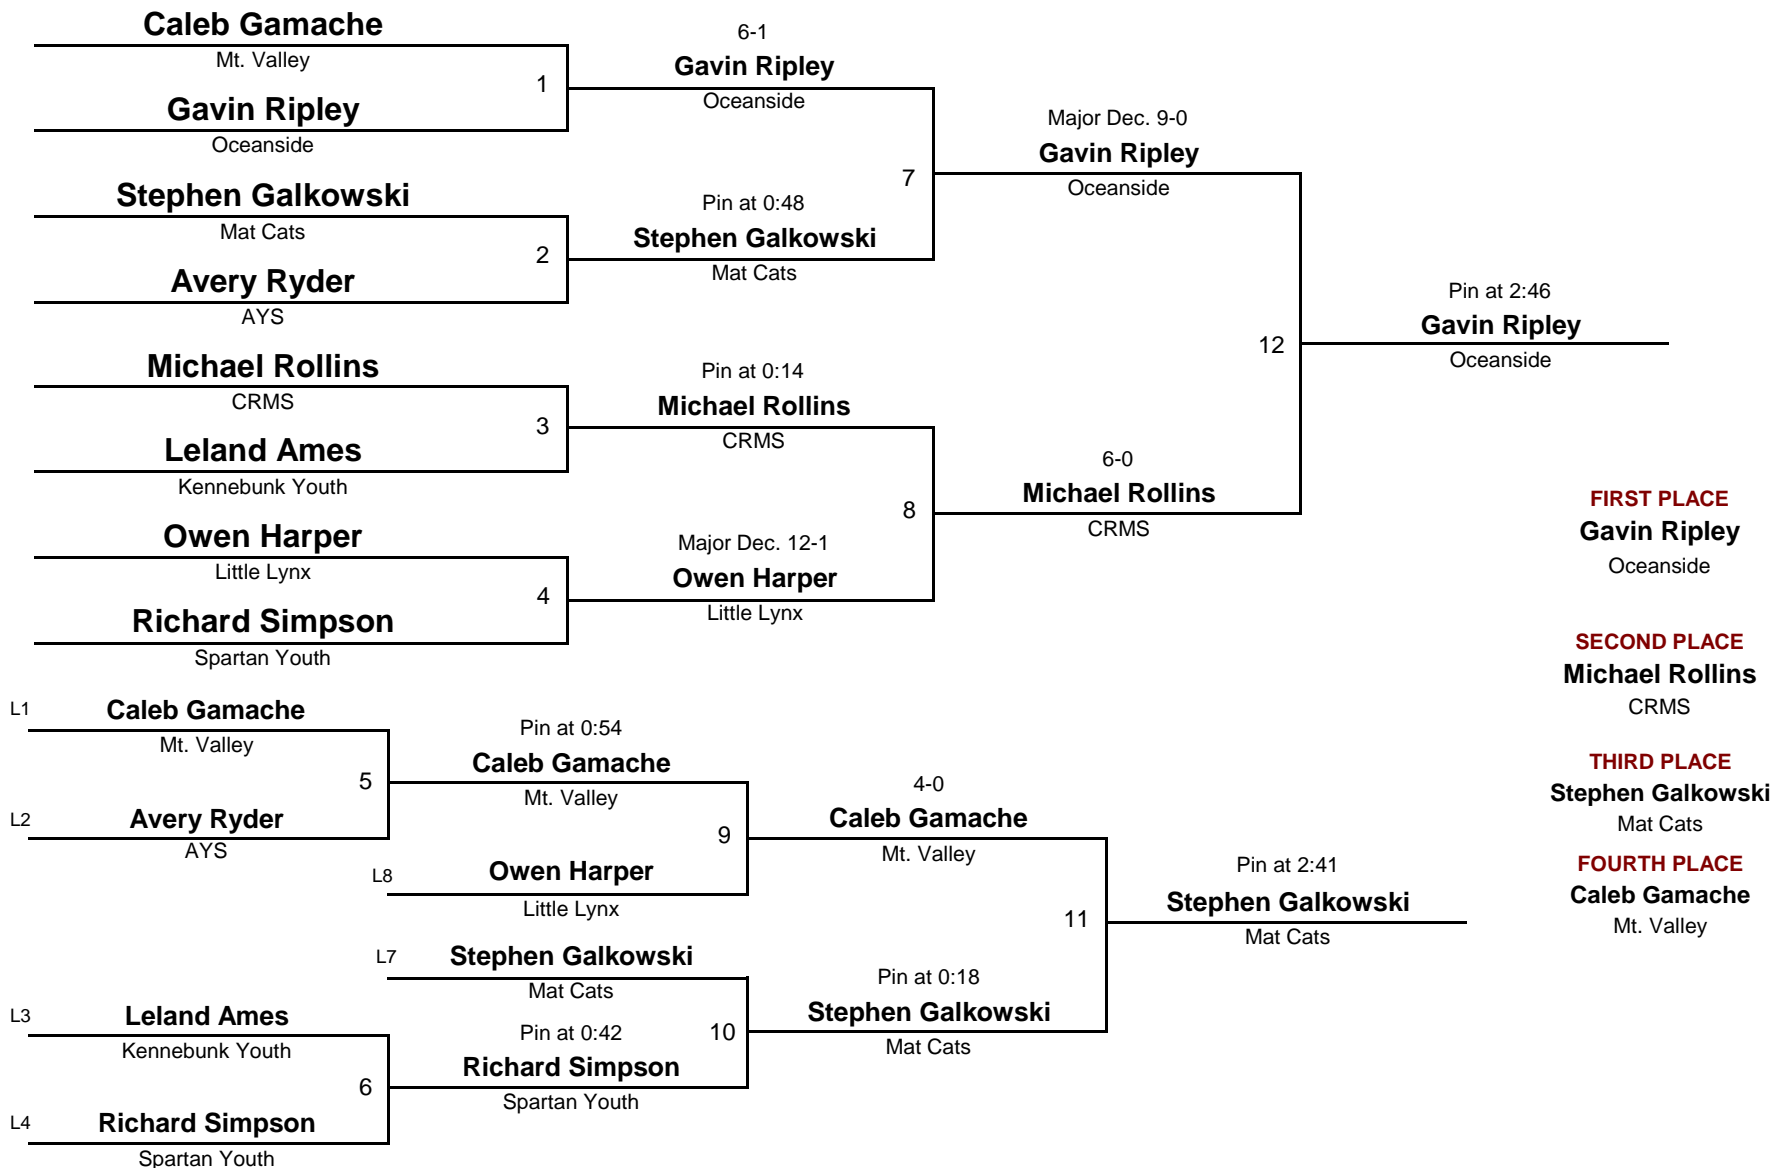 Caleb Gamache
Mt. Valley
1
Gavin Ripley
Oceanside
Stephen Galkowski
Mat Cats
2
Avery Ryder
AYS
Michael Rollins
CRMS
3
Leland Ames
Kennebunk Youth
Owen Harper
Little Lynx
4
Richard Simpson
Spartan Youth
6-1
Gavin Ripley
Oceanside
7
Pin at 0:48
Stephen Galkowski
Mat Cats
Pin at 0:14
Michael Rollins
CRMS
8
Major Dec. 12-1
Owen Harper
Little Lynx
Major Dec. 9-0
Gavin Ripley
Oceanside
12
6-0
Michael Rollins
CRMS
Pin at 2:46
Gavin Ripley
Oceanside
FIRST PLACE
Gavin Ripley
Oceanside
SECOND PLACE
Michael Rollins
CRMS
THIRD PLACE
Stephen Galkowski
Mat Cats
FOURTH PLACE
Caleb Gamache
Mt. Valley
L1
Caleb Gamache
Mt. Valley
5
L2
Avery Ryder
AYS
L3
Leland Ames
Kennebunk Youth
6
L4
Richard Simpson
Spartan Youth
Pin at 0:54
Caleb Gamache
Mt. Valley
9
L8
Owen Harper
Little Lynx
L7
Stephen Galkowski
Mat Cats
10
Pin at 0:42
Richard Simpson
Spartan Youth
4-0
Caleb Gamache
Mt. Valley
11
Pin at 0:18
Stephen Galkowski
Mat Cats
Pin at 2:41
Stephen Galkowski
Mat Cats